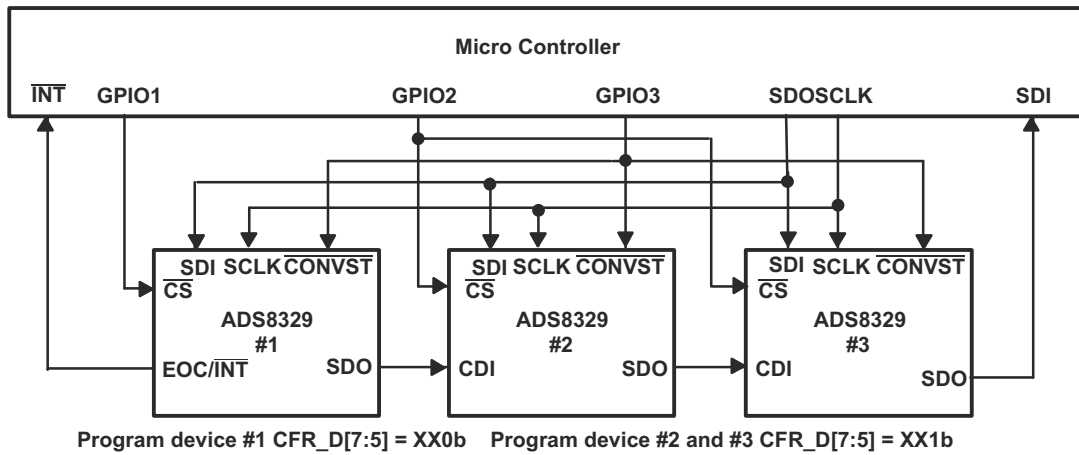 Micro Controller
INT GPIO1 GPIO2 GPIO3 SDOSCLK SDI
SDI SCLK CONVST
CS
ADS8329
#1
EOC/INT SDO
SDI SCLK CONVST
CS
ADS8329
#2
CDI SDO
SDI SCLK CONVST
CS
ADS8329
#3
CDI SDO
Program device #1 CFR_D[7:5] = XX0b Program device #2 and #3 CFR_D[7:5] = XX1b